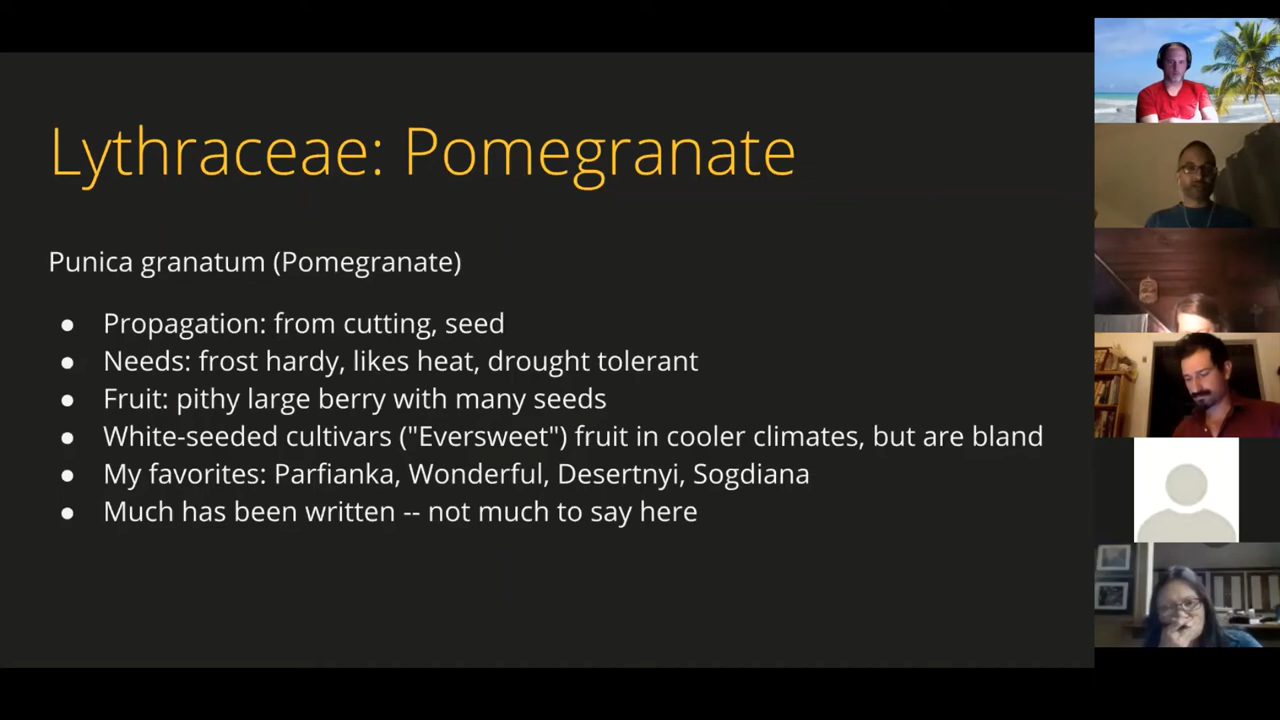 Lythraceae: Pomegranate
Punica granatum (Pomegranate)
● Propagation: from cutting, seed
● Needs: frost hardy, likes heat, drought tolerant
● Fruit: pithy large berry with many seeds
● White-seeded cultivars ("Eversweet") fruit in cooler climates, but are bland
● My favorites: Parfianka, Wonderful, Desertnyi, Sogdiana
● Much has been written -- not much to say here